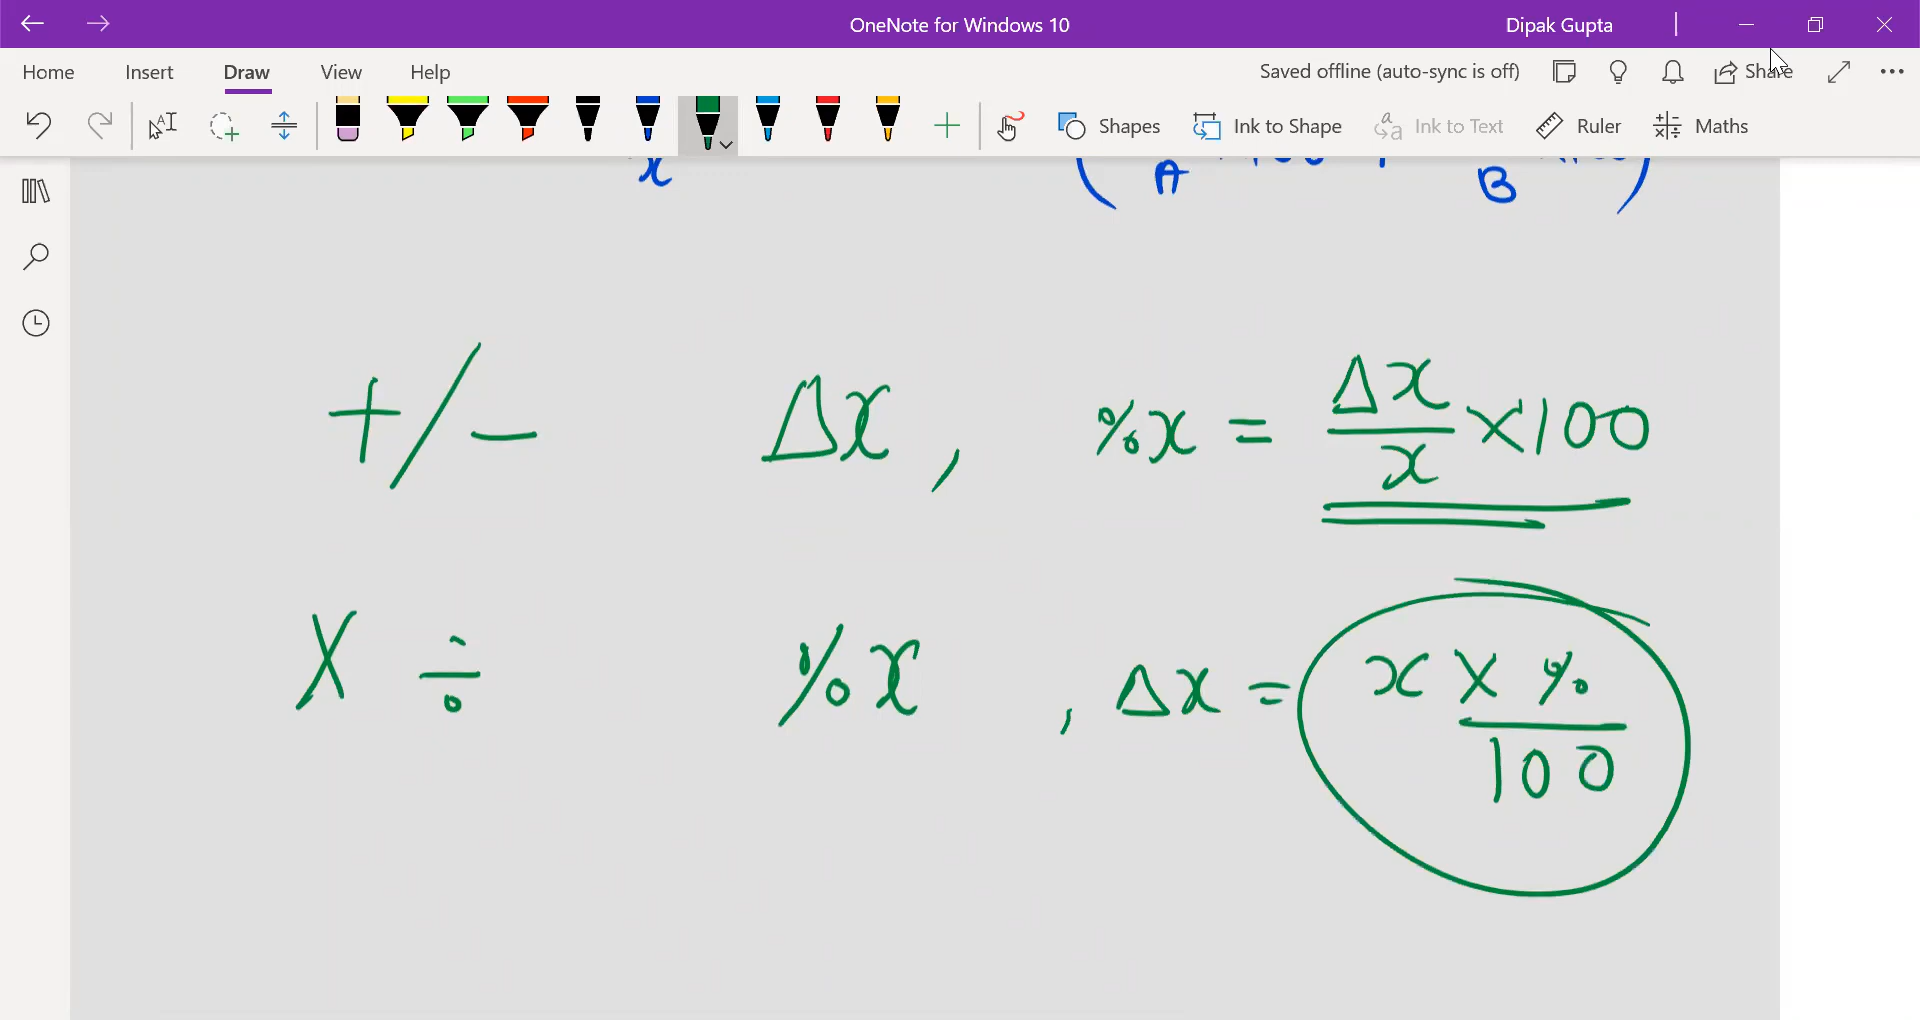 OneNote for Windows 10
Dipak Gupta
Home Insert Draw View Help
Saved offline (auto-sync is off)
Share
Shapes Ink to Shape Ink to Text Ruler Maths
x
A
B
+/− Δx , %x = Δx/x ×100
X ÷ %x , Δx = x × %/100